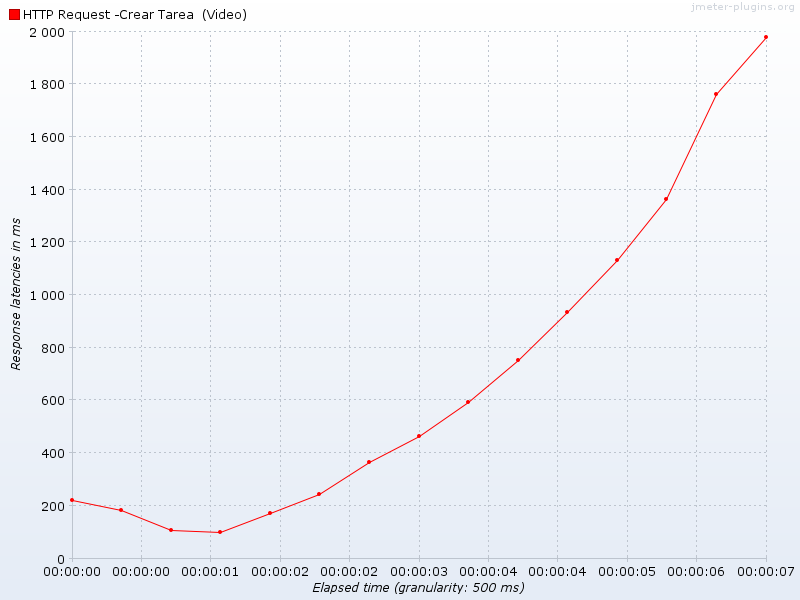 jmeter-plugins.org
HTTP Request -Crear Tarea (Video)
2 000
1 800
1 600
1 400
1 200
1 000
800
600
400
200
0
Response latencies in ms
00:00:00 00:00:00 00:00:01 00:00:02 00:00:02 00:00:03 00:00:04 00:00:04 00:00:05 00:00:06 00:00:07
Elapsed time (granularity: 500 ms)